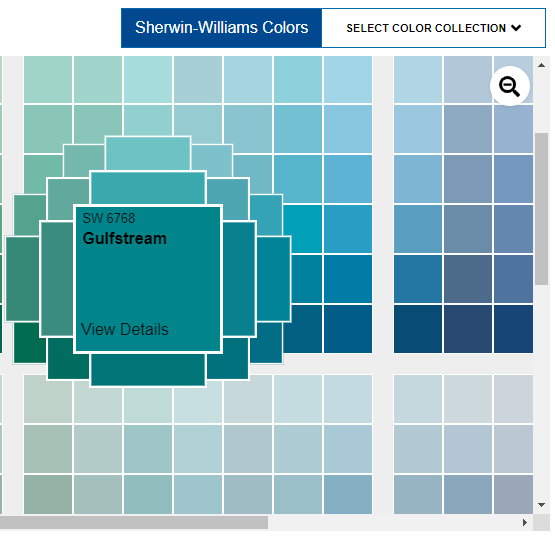 Sherwin-Williams Colors
SELECT COLOR COLLECTION
SW 6768
Gulfstream
View Details